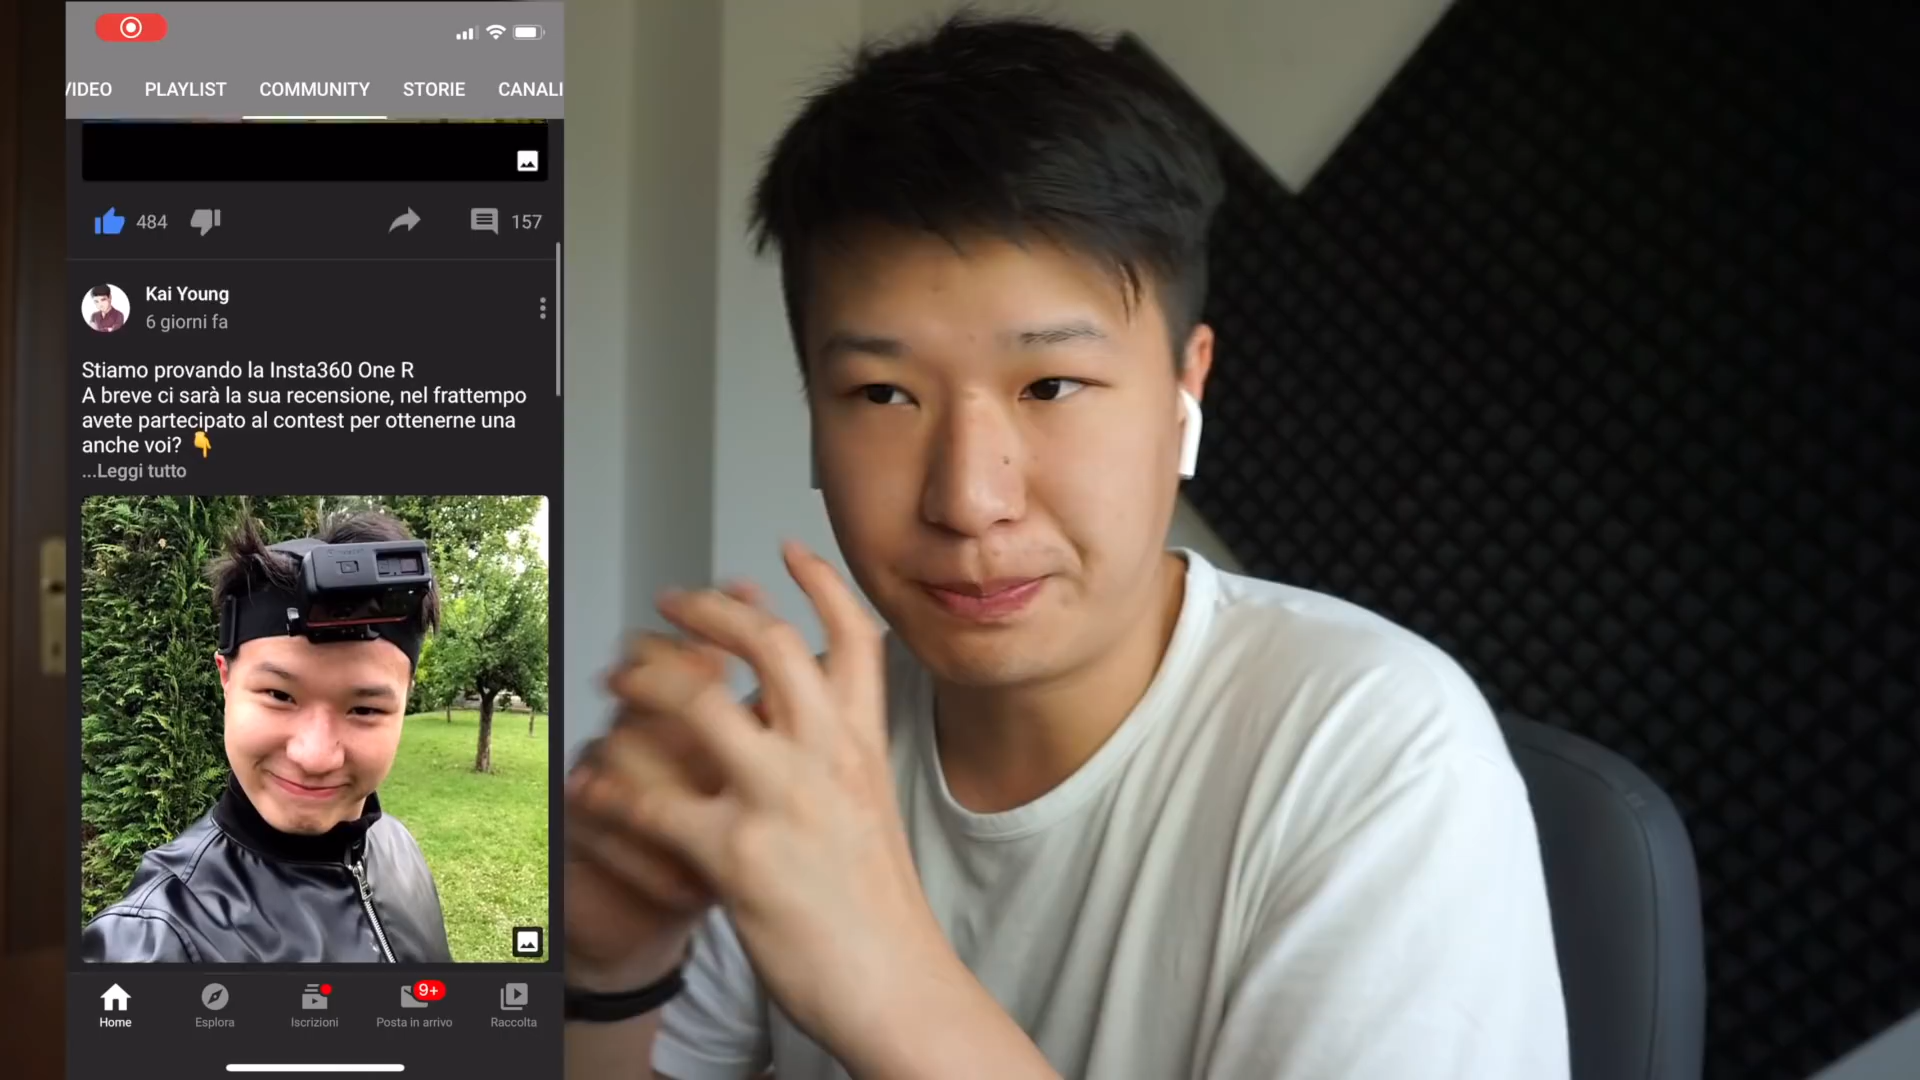 VIDEO PLAYLIST COMMUNITY STORIE CANALI
484 157
Kai Young
6 giorni fa
Stiamo provando la Insta360 One R
A breve ci sarà la sua recensione, nel frattempo
avete partecipato al contest per ottenerne una
anche voi? 👇
...Leggi tutto
9+
Home Esplora Iscrizioni Posta in arrivo Raccolta